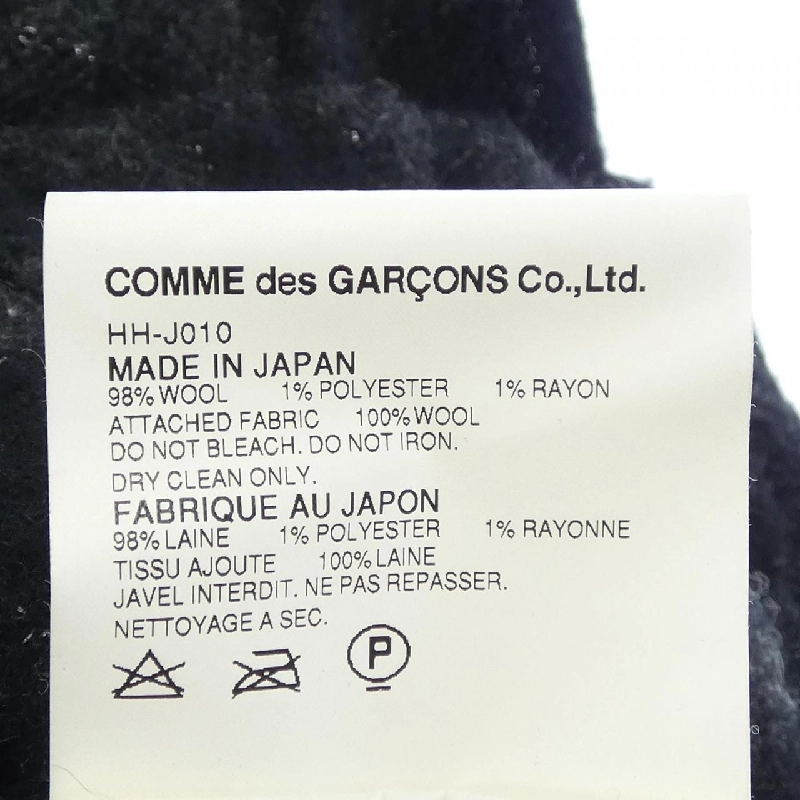 COMME des GARÇONS Co.,Ltd.
HH-J010
MADE IN JAPAN
98% WOOL 1% POLYESTER 1% RAYON
ATTACHED FABRIC 100% WOOL
DO NOT BLEACH. DO NOT IRON.
DRY CLEAN ONLY.
FABRIQUE AU JAPON
98% LAINE 1% POLYESTER 1% RAYONNE
TISSU AJOUTE 100% LAINE
JAVEL INTERDIT. NE PAS REPASSER.
NETTOYAGE A SEC.
P